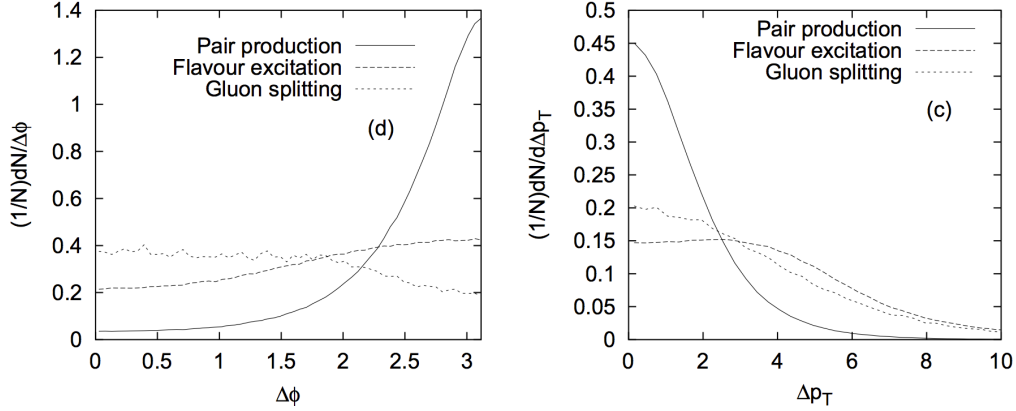 1.4
1.2
1
0.8
0.6
0.4
0.2
0
(1/N)dN/Δϕ
Pair production
Flavour excitation
Gluon splitting
(d)
0 0.5 1 1.5 2 2.5 3
Δϕ
0.5
0.45
0.4
0.35
0.3
0.25
0.2
0.15
0.1
0.05
0
(1/N)dN/dΔpT
Pair production
Flavour excitation
Gluon splitting
(c)
0 2 4 6 8 10
ΔpT